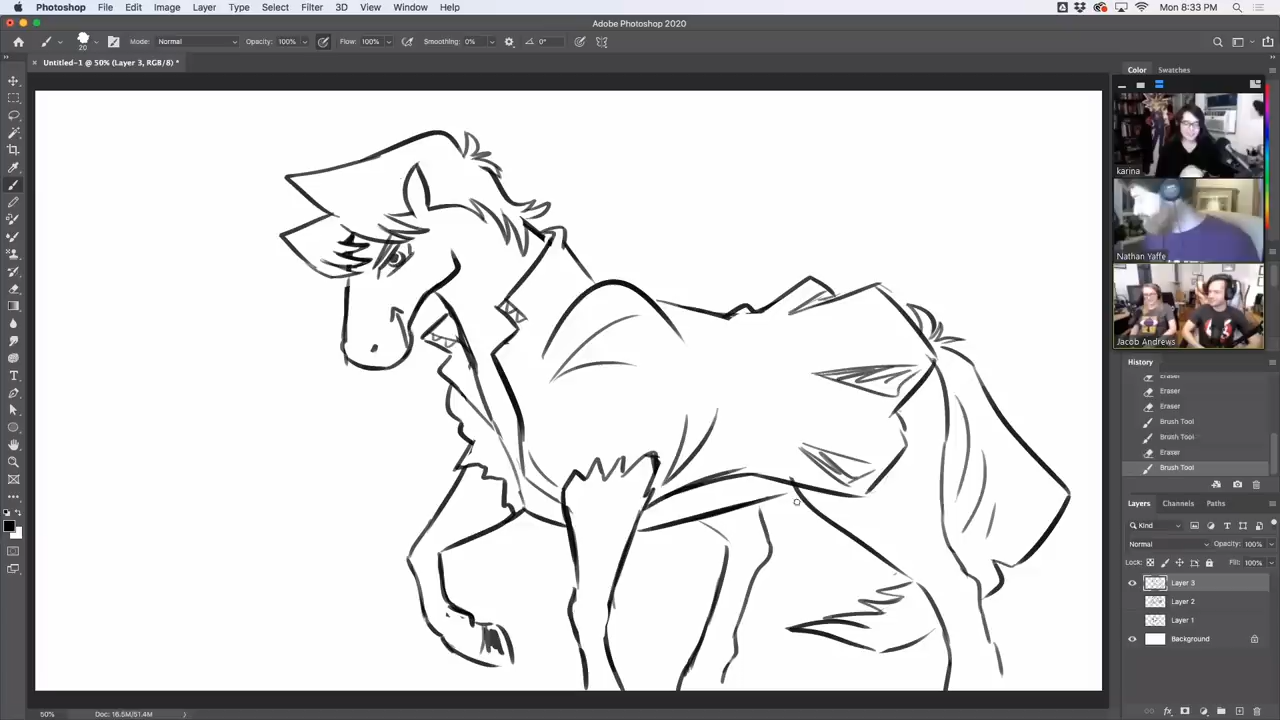 Photoshop File Edit Image Layer Type Select Filter 3D View Window Help Mon 8:33 PM
Adobe Photoshop 2020
20 Mode: Normal Opacity: 100% Flow: 100% Smoothing: 0% 0°
Untitled-1 @ 50% (Layer 3, RGB/8) *
Color Swatches
karina
Nathan Yaffe
Jacob Andrews
History
Eraser
Eraser
Eraser
Brush Tool
Brush Tool
Eraser
Brush Tool
Layers Channels Paths
Kind
Normal Opacity: 100%
Lock: Fill: 100%
Layer 3
Layer 2
Layer 1
Background
50% Doc: 16.5M/51.4M